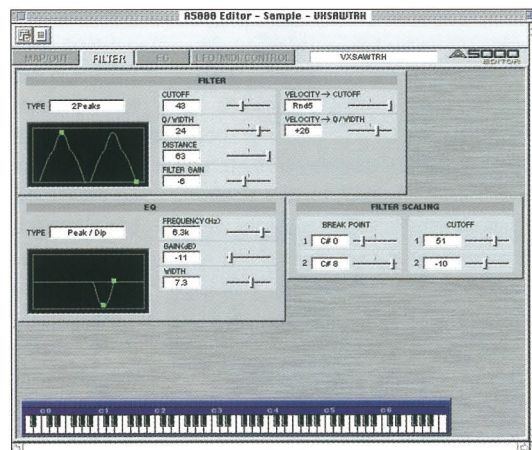 A5000 Editor - Sample - VXSAWTRH
MAP/OUT FILTER EG LFO/MIDI/CONTROL VXSAWTRH A5000 EDITOR
FILTER
TYPE 2Peaks
CUTOFF
43
Q/WIDTH
24
DISTANCE
63
FILTER GAIN
-6
VELOCITY → CUTOFF
Rnd5
VELOCITY → Q/WIDTH
+26
EQ
TYPE Peak / Dip
FREQUENCY(Hz)
6.3k
GAIN(dB)
-11
WIDTH
7.3
FILTER SCALING
BREAK POINT
1 C# 0
2 C# 8
CUTOFF
1 51
2 -10
C0 C1 C2 C3 C4 C5 C6